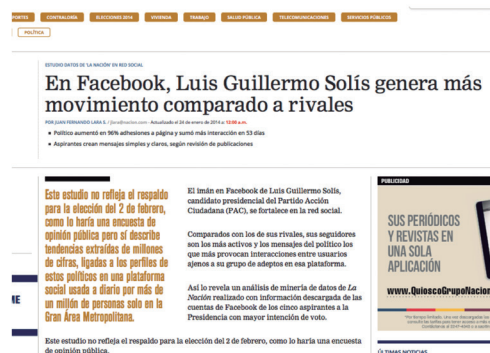 PORTES
CONTRALORÍA
ELECCIONES 2014
VIVIENDA
TRABAJO
SALUD PÚBLICA
TELECOMUNICACIONES
SERVICIOS PÚBLICOS
POLÍTICA
ESTUDIO DATOS DE 'LA NACIÓN' EN RED SOCIAL
En Facebook, Luis Guillermo Solís genera más
movimiento comparado a rivales
POR JUAN FERNANDO LARA S. / jlara@nacion.com - Actualizado el 24 de enero de 2014 a: 12:00 a.m.
• Político aumentó en 96% adhesiones a página y sumó más interacción en 53 días
• Aspirantes crean mensajes simples y claros, según revisión de publicaciones
Este estudio no refleja el respaldo
para la elección del 2 de febrero,
como lo haría una encuesta de
opinión pública pero sí describe
tendencias extraídas de millones
de cifras, ligadas a los perfiles de
estos políticos en una plataforma
social usada a diario por más de
un millón de personas solo en la
Gran Área Metropolitana.
El imán en Facebook de Luis Guillermo Solís,
candidato presidencial del Partido Acción
Ciudadana (PAC), se fortalece en la red social.
Comparados con los de sus rivales, sus seguidores
son los más activos y los mensajes del político los
que más provocan interacciones entre usuarios
ajenos a su grupo de adeptos en esa plataforma.
Así lo revela un análisis de minería de datos de La
Nación realizado con información descargada de las
cuentas de Facebook de los cinco aspirantes a la
Presidencia con mayor intención de voto.
Este estudio no refleja el respaldo para la elección del 2 de febrero, como lo haría una encuesta
de opinión pública.
PUBLICIDAD
SUS PERIÓDICOS
Y REVISTAS EN
UNA SOLA
APLICACIÓN
www.QuioscoGrupoNacion
ÚLTIMAS NOTICIAS